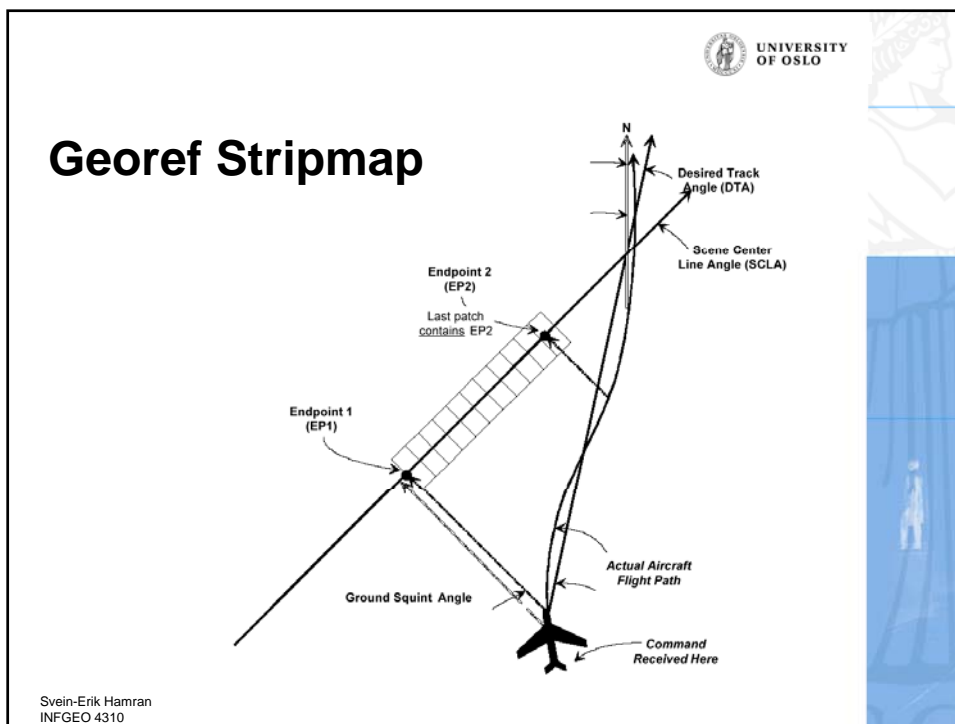 UNIVERSITY
OF OSLO
Georef Stripmap
N
Desired Track
Angle (DTA)
Scene Center
Line Angle (SCLA)
Endpoint 2
(EP2)
Last patch
contains EP2
Endpoint 1
(EP1)
Actual Aircraft
Flight Path
Ground Squint Angle
Command
Received Here
Svein-Erik Hamran
INFGEO 4310